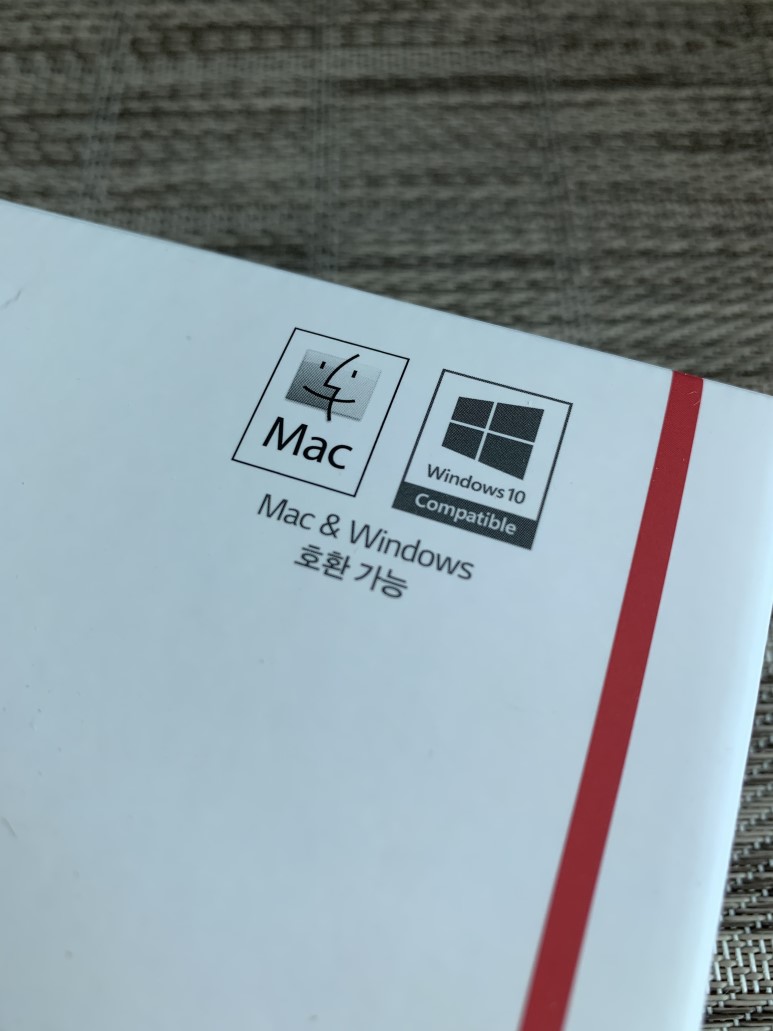 Mac
Windows 10
Compatible
Mac & Windows
호환 가능